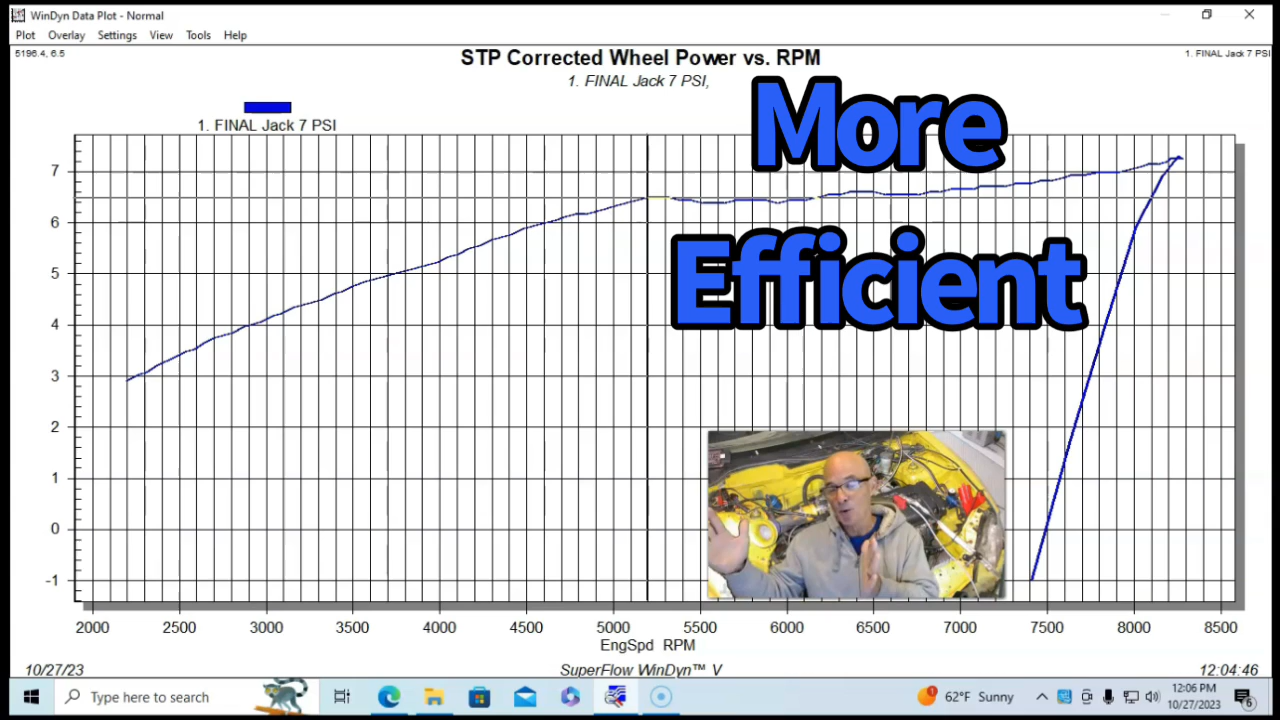 WinDyn Data Plot - Normal
Plot Overlay Settings View Tools Help
5196.4, 6.5
STP Corrected Wheel Power vs. RPM
1. FINAL Jack 7 PSI
1. FINAL Jack 7 PSI,
More
1. FINAL Jack 7 PSI
Efficient
7
6
5
4
3
2
1
0
-1
2000 2500 3000 3500 4000 4500 5000 5500 6000 6500 7000 7500 8000 8500
EngSpd RPM
10/27/23 SuperFlow WinDyn™ V 12:04:46
Type here to search
1
62°F Sunny
12:06 PM
10/27/2023
6